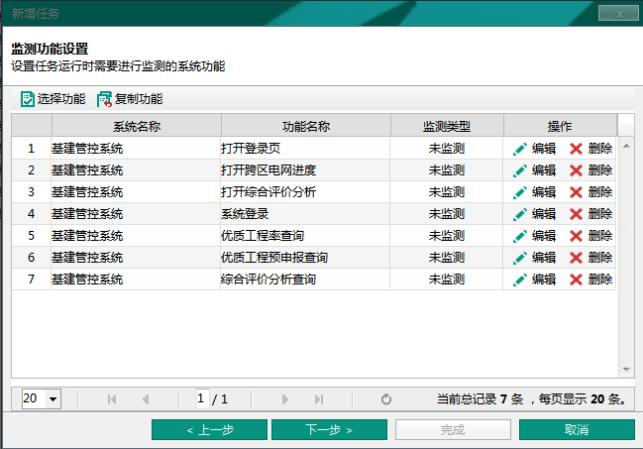 新增任务
监测功能设置
设置任务运行时需要进行监测的系统功能
选择功能 复制功能
系统名称 功能名称 监测类型 操作
1 基建管控系统 打开登录页 未监测 编辑 删除
2 基建管控系统 打开跨区电网进度 未监测 编辑 删除
3 基建管控系统 打开综合评价分析 未监测 编辑 删除
4 基建管控系统 系统登录 未监测 编辑 删除
5 基建管控系统 优质工程率查询 未监测 编辑 删除
6 基建管控系统 优质工程预申报查询 未监测 编辑 删除
7 基建管控系统 综合评价分析查询 未监测 编辑 删除
20 1 / 1 当前总记录 7 条 ，每页显示 20 条。
< 上一步 下一步 > 完成 取消